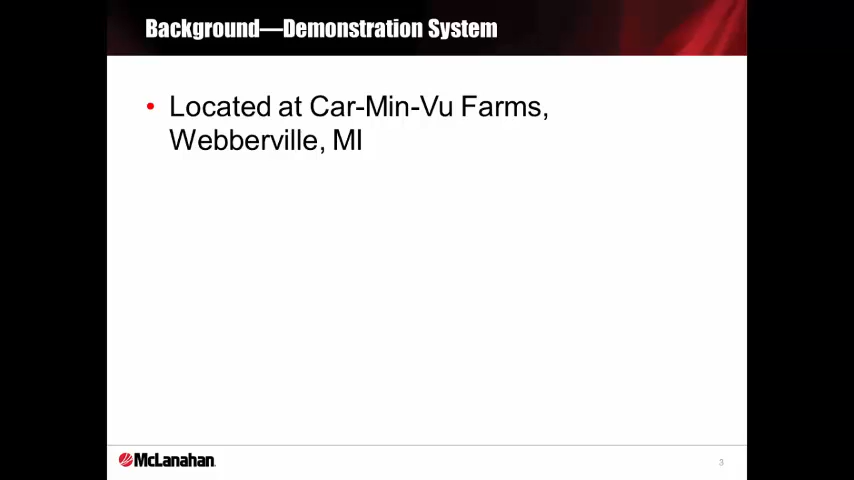 Background—Demonstration System
• Located at Car-Min-Vu Farms,
Webberville, MI
McLanahan
3